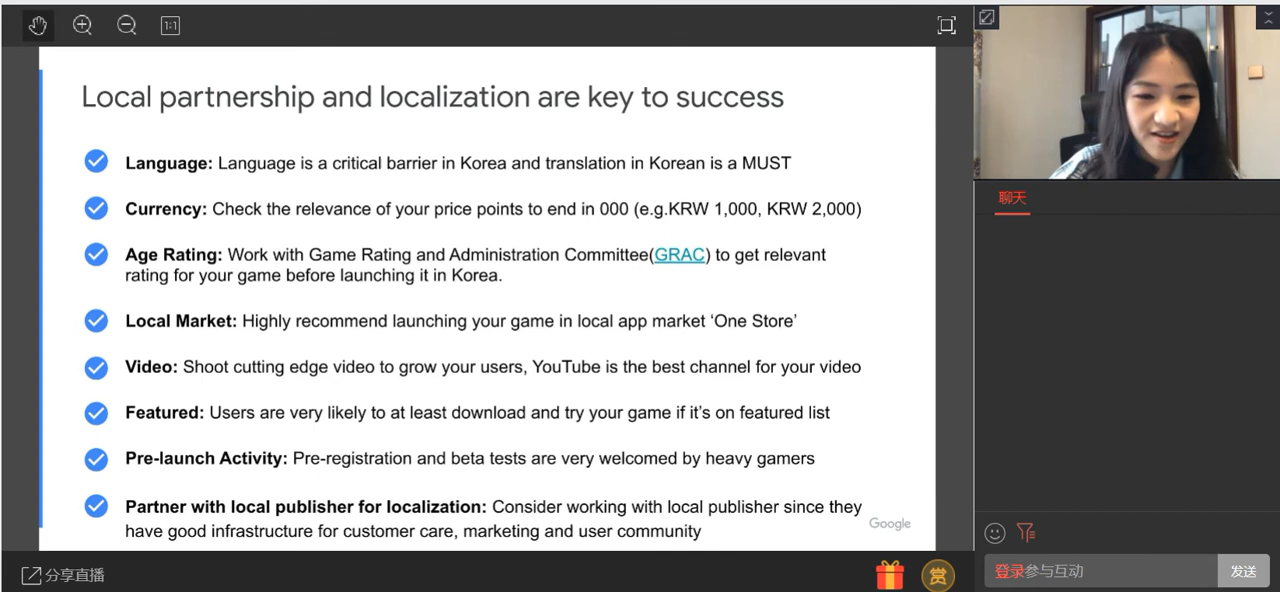 1:1
Local partnership and localization are key to success
Language: Language is a critical barrier in Korea and translation in Korean is a MUST
Currency: Check the relevance of your price points to end in 000 (e.g.KRW 1,000, KRW 2,000)
Age Rating: Work with Game Rating and Administration Committee(GRAC) to get relevant
rating for your game before launching it in Korea.
Local Market: Highly recommend launching your game in local app market ‘One Store’
Video: Shoot cutting edge video to grow your users, YouTube is the best channel for your video
Featured: Users are very likely to at least download and try your game if it’s on featured list
Pre-launch Activity: Pre-registration and beta tests are very welcomed by heavy gamers
Partner with local publisher for localization: Consider working with local publisher since they
have good infrastructure for customer care, marketing and user community
Google
分享直播
赏
聊天
登录参与互动
发送